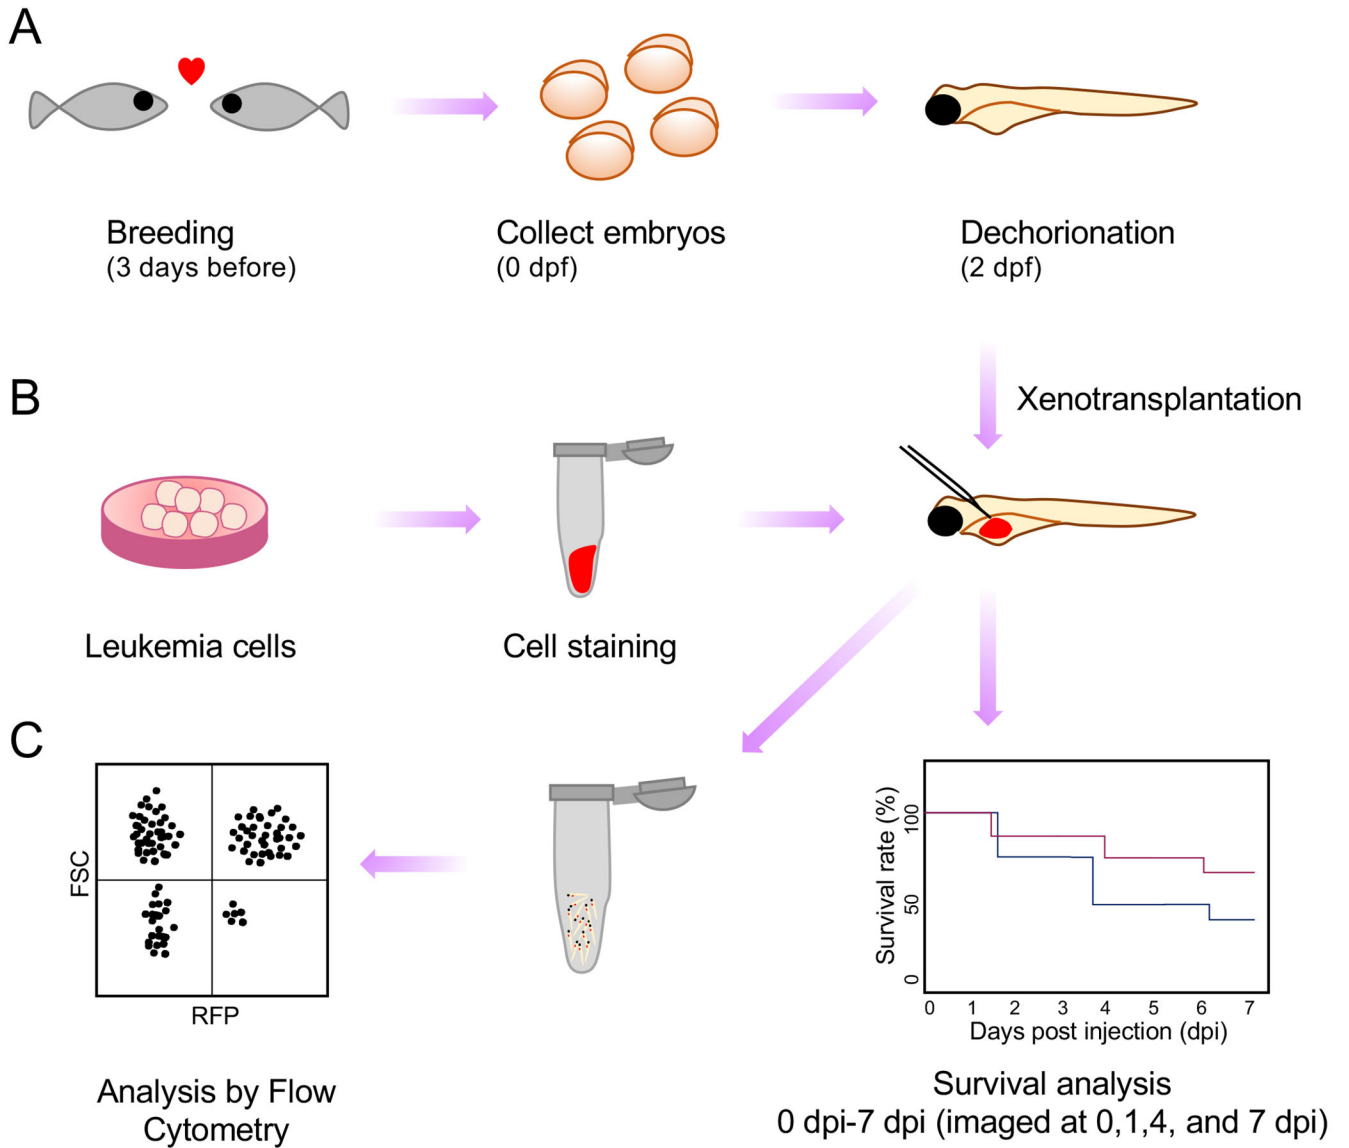 A
Breeding
(3 days before)
Collect embryos
(0 dpf)
Dechorionation
(2 dpf)
Xenotransplantation
B
Leukemia cells
Cell staining
C
FSC
RFP
Analysis by Flow
Cytometry
Survival rate (%)
100
50
0
0 1 2 3 4 5 6 7
Days post injection (dpi)
Survival analysis
0 dpi-7 dpi (imaged at 0,1,4, and 7 dpi)